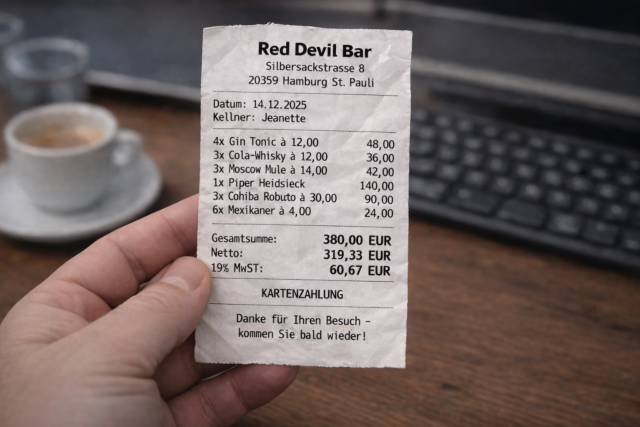 Red Devil Bar
Silbersackstrasse 8
20359 Hamburg St. Pauli
Datum: 14.12.2025
Kellner: Jeanette
4x Gin Tonic à 12,00 48,00
3x Cola-Whisky à 12,00 36,00
3x Moscow Mule à 14,00 42,00
1x Piper Heidsieck 140,00
3x Cohiba Robuto à 30,00 90,00
6x Mexikaner à 4,00 24,00
Gesamtsumme: 380,00 EUR
Netto: 319,33 EUR
19% MwST: 60,67 EUR
KARTENZAHLUNG
Danke für Ihren Besuch –
kommen Sie bald wieder!